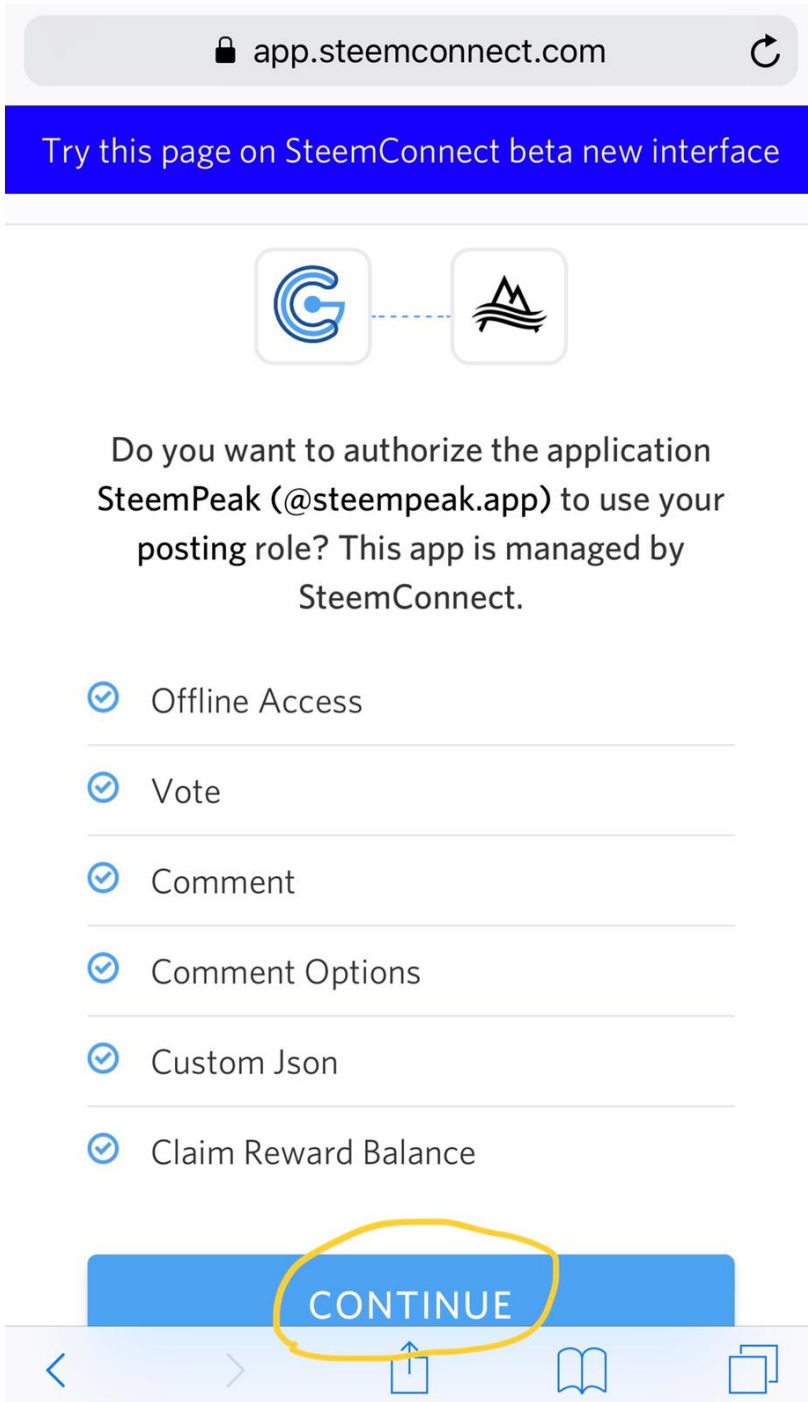 app.steemconnect.com
Try this page on SteemConnect beta new interface
Do you want to authorize the application
SteemPeak (@steempeak.app) to use your
posting role? This app is managed by
SteemConnect.
Offline Access
Vote
Comment
Comment Options
Custom Json
Claim Reward Balance
CONTINUE